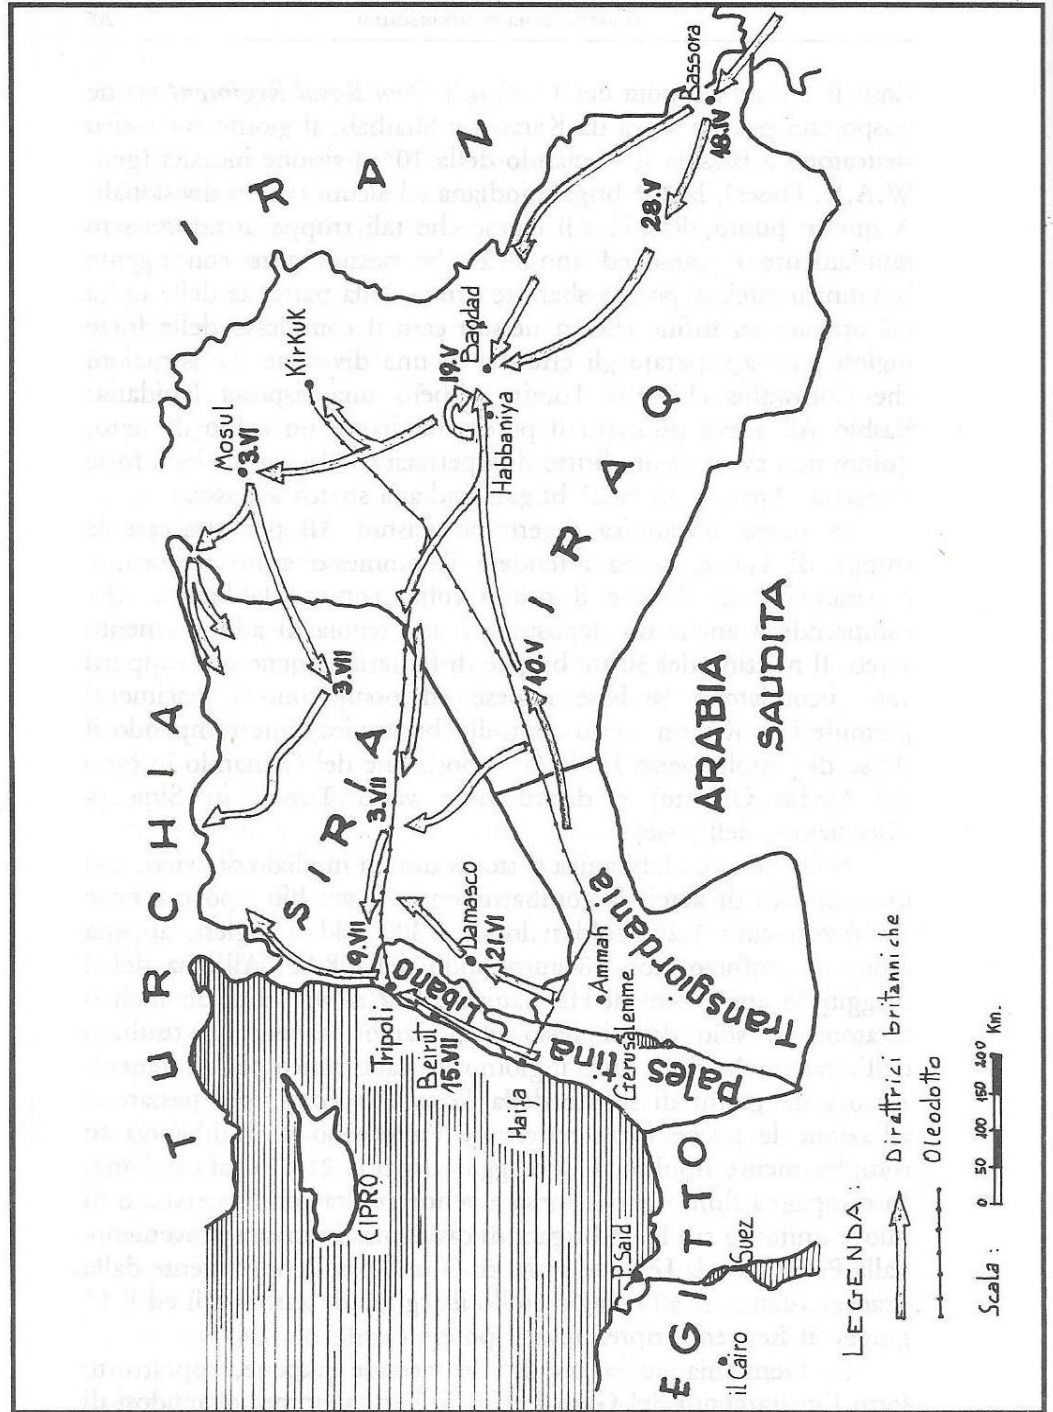 TURCHIA
CIPRO
SIRIA
Mosul
3.VI
Kirkuk
IRAN
3.VII
3.VII
9.VII
Tripoli
Libano
Beirut
15.VII
Damasco
21.VI
Haifa
10.V
19.V
Bagdad
Habbaniya
IRAQ
Palestina
Transgiordania
Amman
Gerusalemme
28.V
Bassora
18.IV
P. Said
EGITTO
Suez
il Cairo
ARABIA
SAUDITA
LEGENDA:
Direttrici britanniche
Oleodotto
Scala: 0 50 100 150 200 Km.